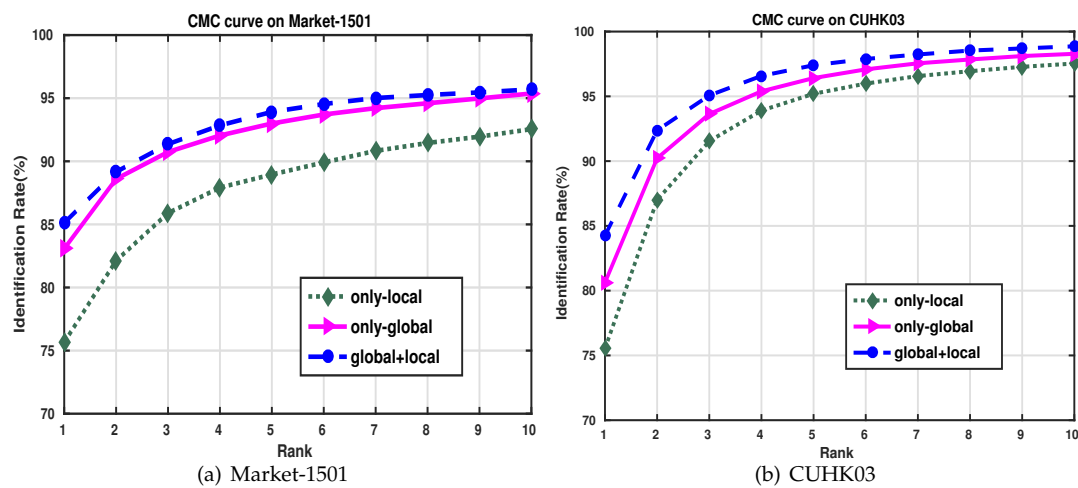 CMC curve on Market-1501
100
95
90
85
80
75
70
Identification Rate(%)
1 2 3 4 5 6 7 8 9 10
Rank
only-local
only-global
global+local
(a) Market-1501
CMC curve on CUHK03
100
95
90
85
80
75
70
Identification Rate(%)
1 2 3 4 5 6 7 8 9 10
Rank
only-local
only-global
global+local
(b) CUHK03